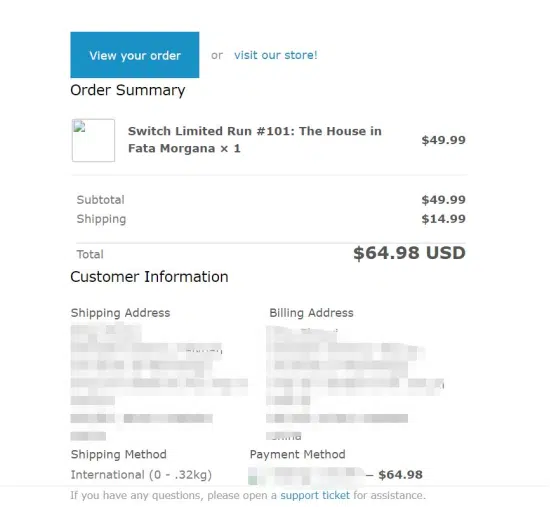 View your order or visit our store!
Order Summary
Switch Limited Run #101: The House in
Fata Morgana × 1 $49.99
Subtotal $49.99
Shipping $14.99
Total $64.98 USD
Customer Information
Shipping Address Billing Address
Shipping Method Payment Method
International (0 - .32kg) — $64.98
If you have any questions, please open a support ticket for assistance.